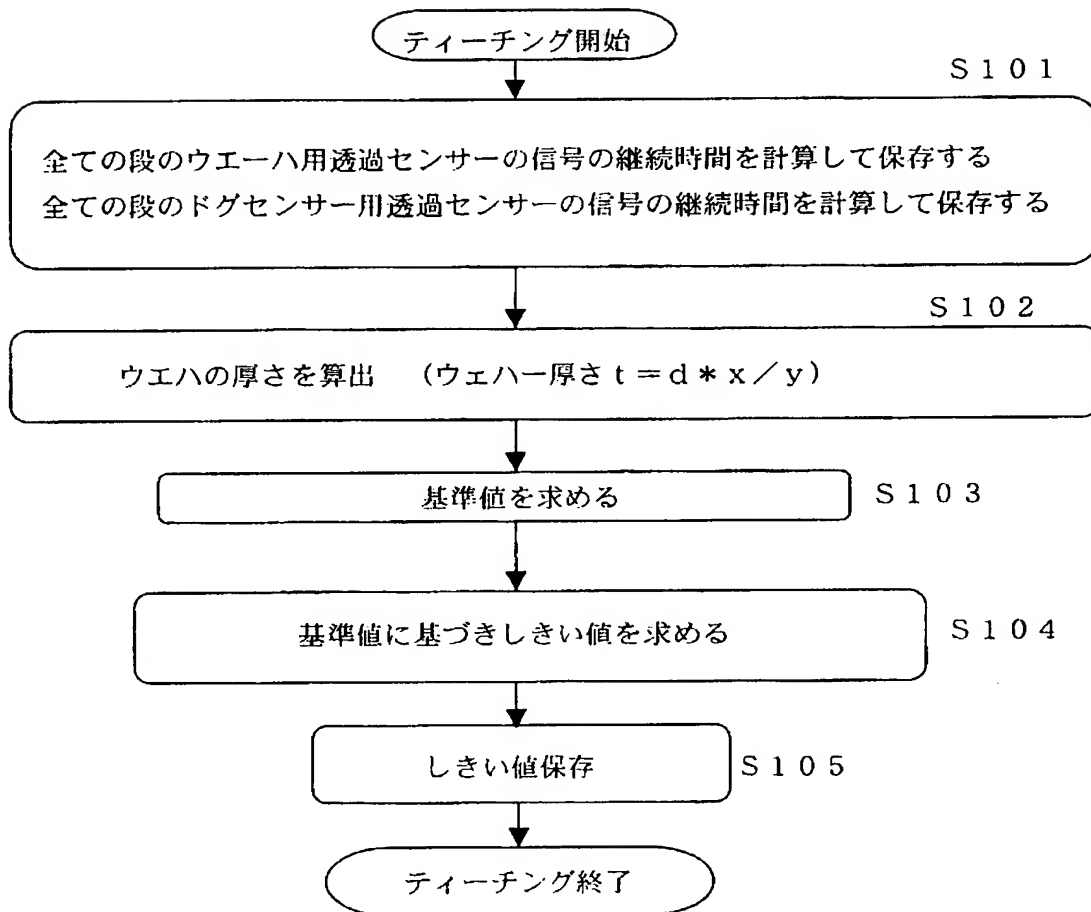 ティーチング開始
S101
全ての段のウエーハ用透過センサーの信号の継続時間を計算して保存する
全ての段のドグセンサー用透過センサーの信号の継続時間を計算して保存する
S102
ウエハの厚さを算出 (ウェハー厚さt=d*x/y)
基準値を求める S103
基準値に基づきしきい値を求める S104
しきい値保存 S105
ティーチング終了